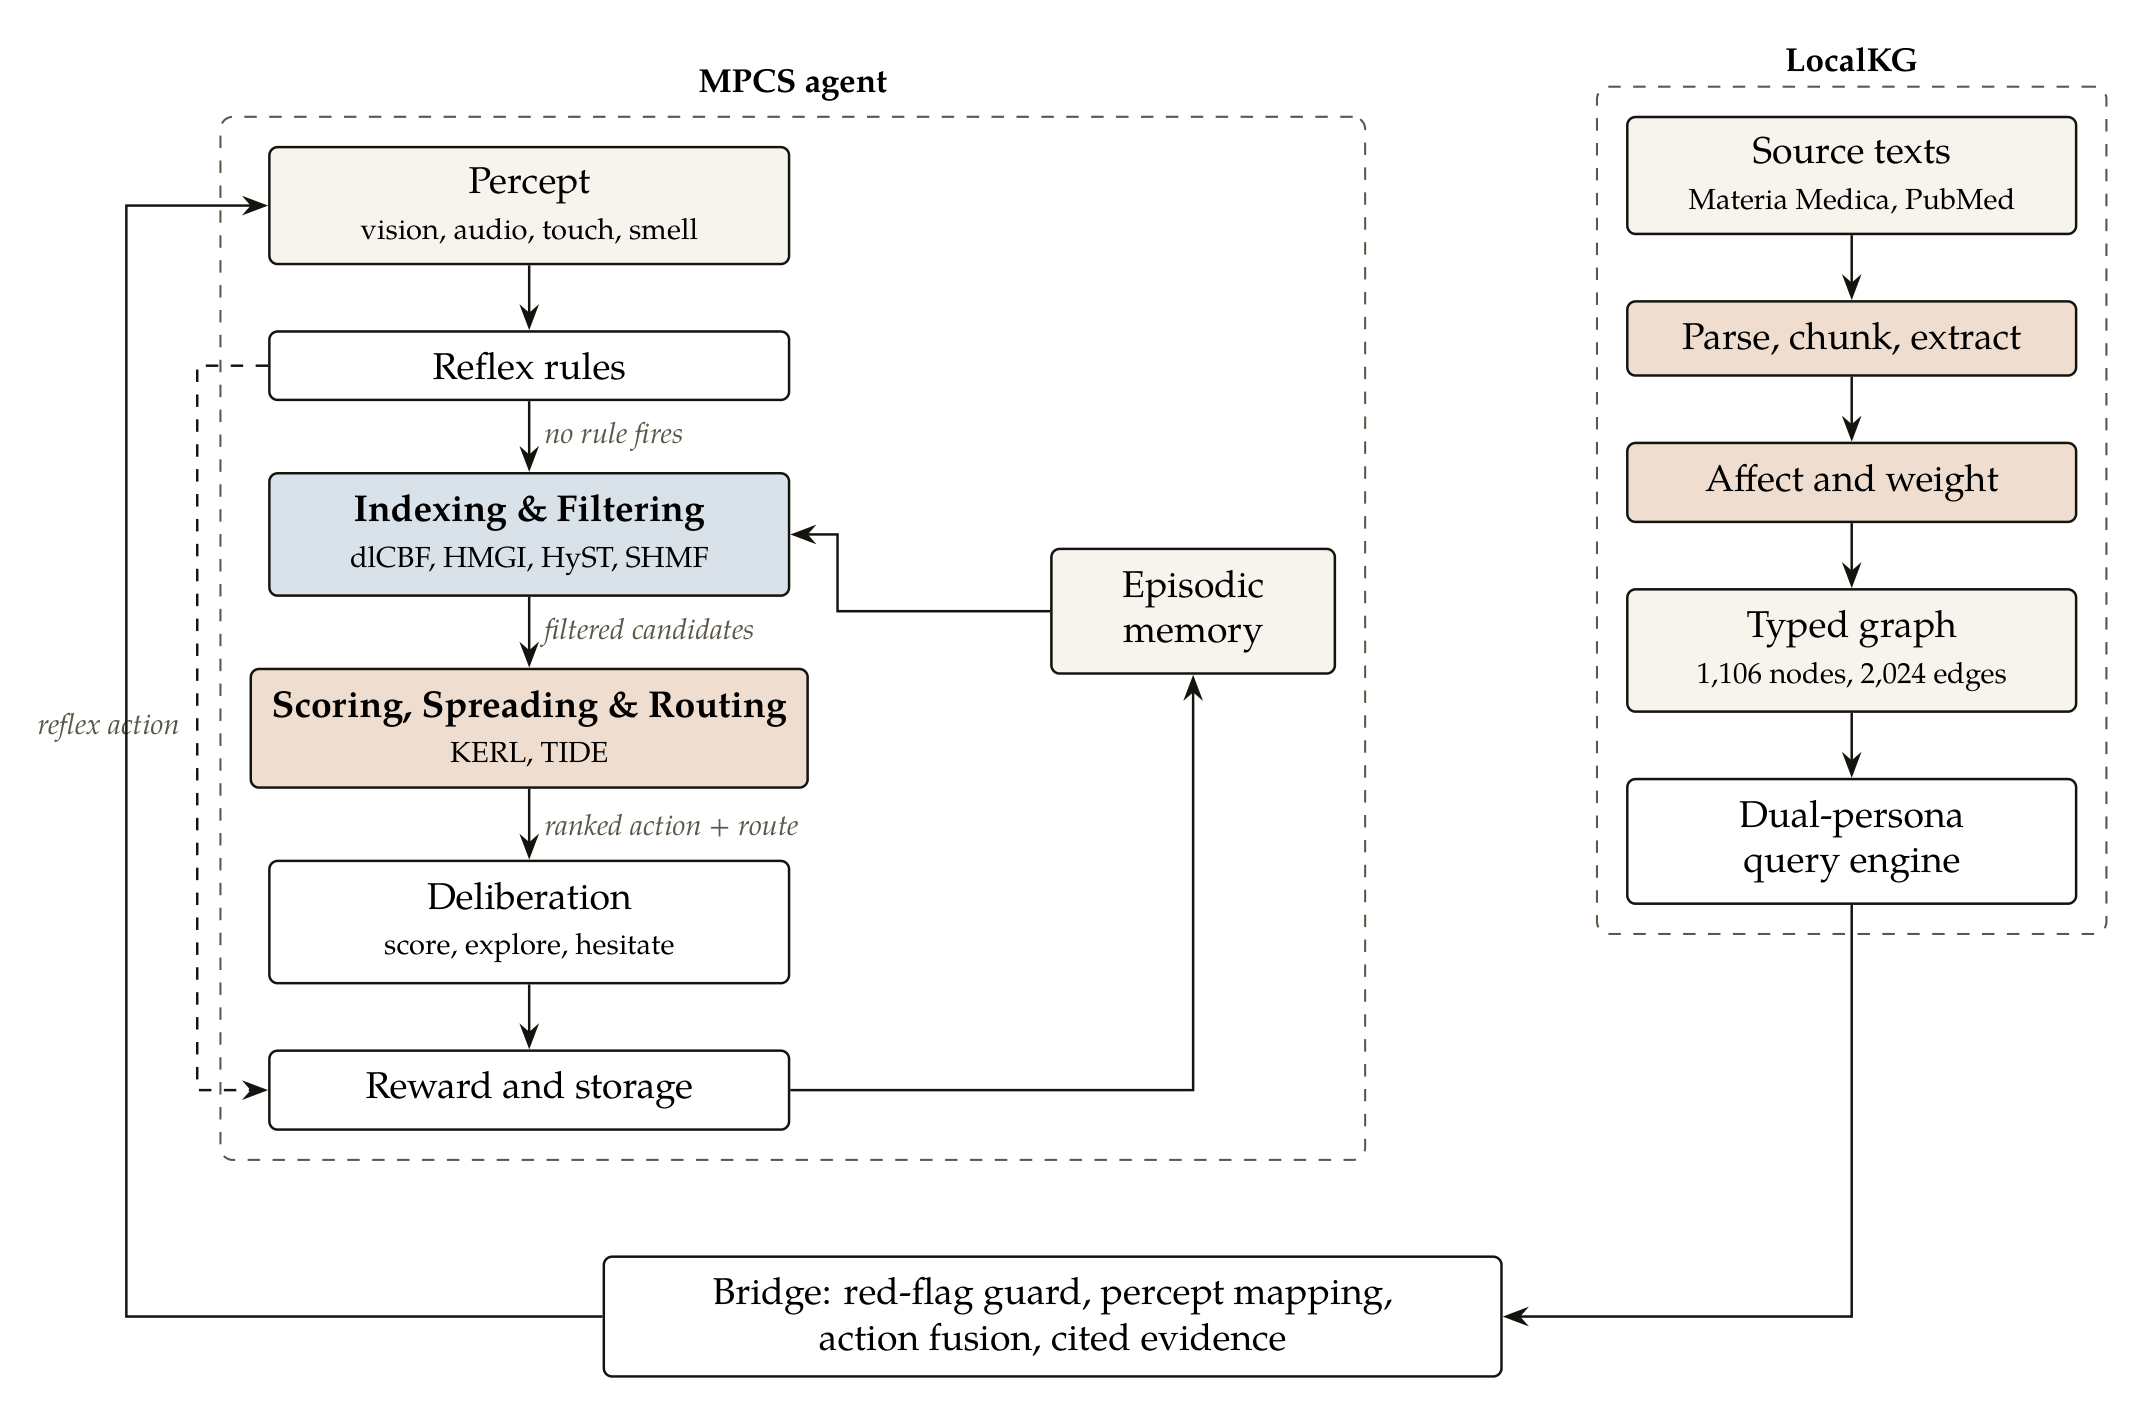 MPCS agent
Percept
vision, audio, touch, smell
Reflex rules
no rule fires
Indexing & Filtering
dlCBF, HMGI, HyST, SHMF
filtered candidates
Scoring, Spreading & Routing
KERL, TIDE
reflex action
ranked action + route
Deliberation
score, explore, hesitate
Reward and storage
Episodic
memory
LocalKG
Source texts
Materia Medica, PubMed
Parse, chunk, extract
Affect and weight
Typed graph
1,106 nodes, 2,024 edges
Dual-persona
query engine
Bridge: red-flag guard, percept mapping,
action fusion, cited evidence